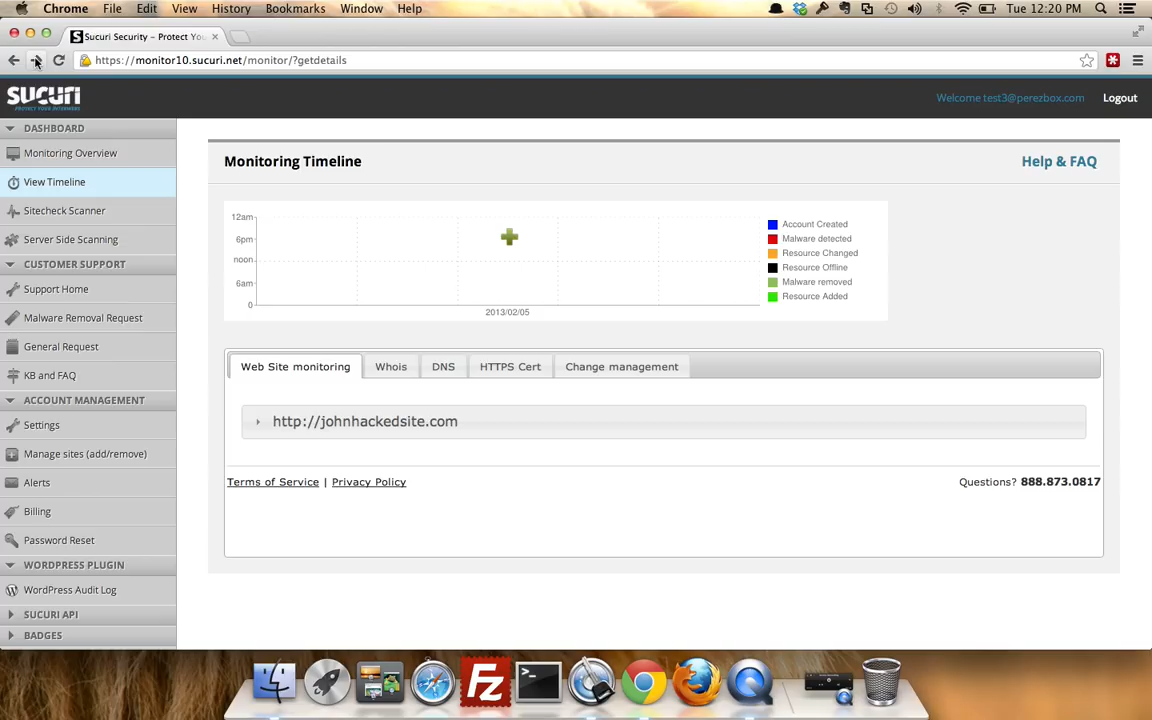 Chrome File Edit View History Bookmarks Window Help Tue 12:20 PM
Sucuri Security – Protect You
https://monitor10.sucuri.net/monitor/?getdetails
SUCURI
PROTECT YOUR INTERWEBS
Welcome test3@perezbox.com Logout
DASHBOARD
Monitoring Overview
View Timeline
Sitecheck Scanner
Server Side Scanning
CUSTOMER SUPPORT
Support Home
Malware Removal Request
General Request
KB and FAQ
ACCOUNT MANAGEMENT
Settings
Manage sites (add/remove)
Alerts
Billing
Password Reset
WORDPRESS PLUGIN
WordPress Audit Log
SUCURI API
BADGES
Monitoring Timeline Help & FAQ
12am
6pm
noon
6am
0
2013/02/05
Account Created
Malware detected
Resource Changed
Resource Offline
Malware removed
Resource Added
Web Site monitoring Whois DNS HTTPS Cert Change management
http://johnhackedsite.com
Terms of Service | Privacy Policy Questions? 888.873.0817
Fz